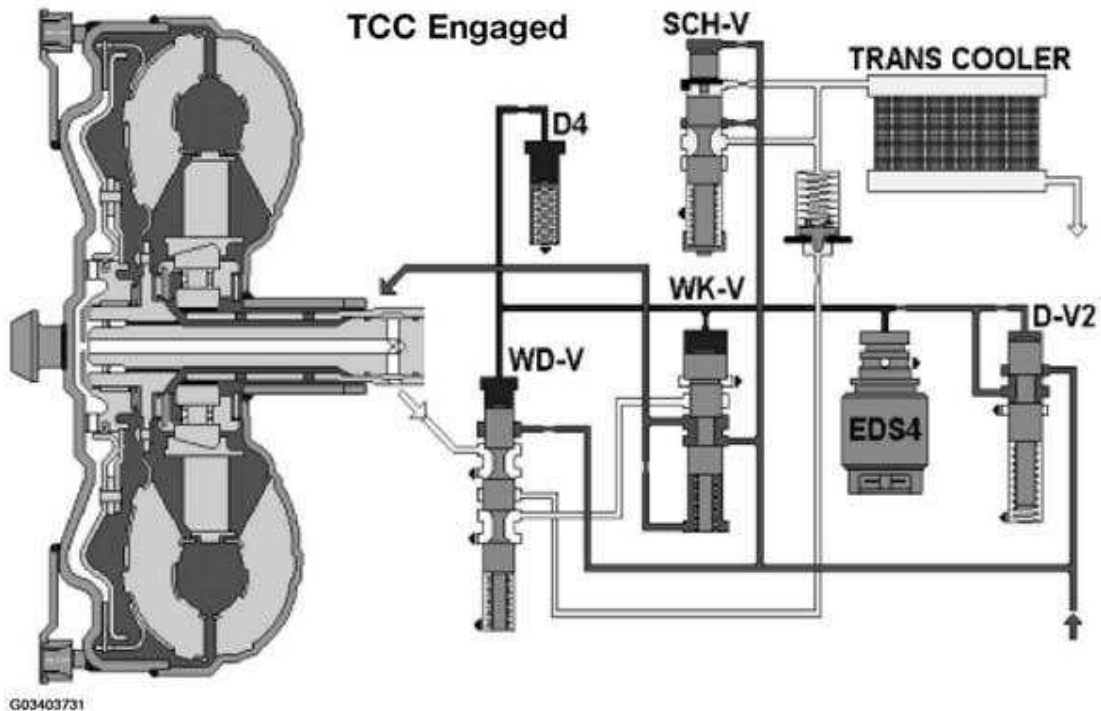 TCC Engaged
SCH-V
TRANS COOLER
D4
WK-V
D-V2
WD-V
EDS4
G03403731